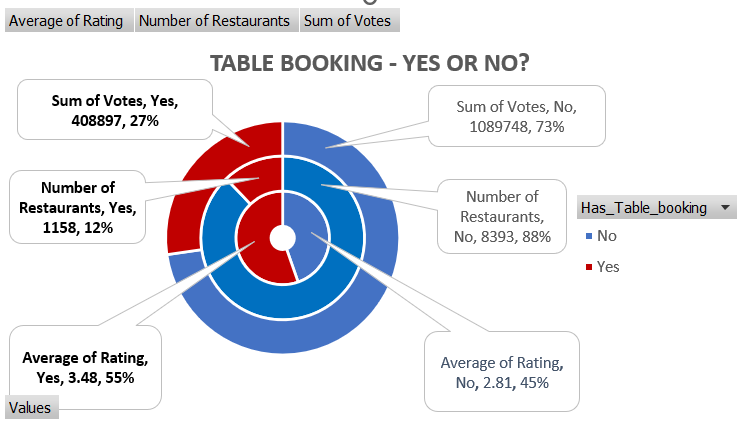 Average of Rating
Number of Restaurants
Sum of Votes
TABLE BOOKING - YES OR NO?
Sum of Votes, Yes,
408897, 27%
Sum of Votes, No,
1089748, 73%
Number of
Restaurants, Yes,
1158, 12%
Number of
Restaurants,
No, 8393, 88%
Has_Table_booking
No
Yes
Average of Rating,
Yes, 3.48, 55%
Average of Rating,
No, 2.81, 45%
Values